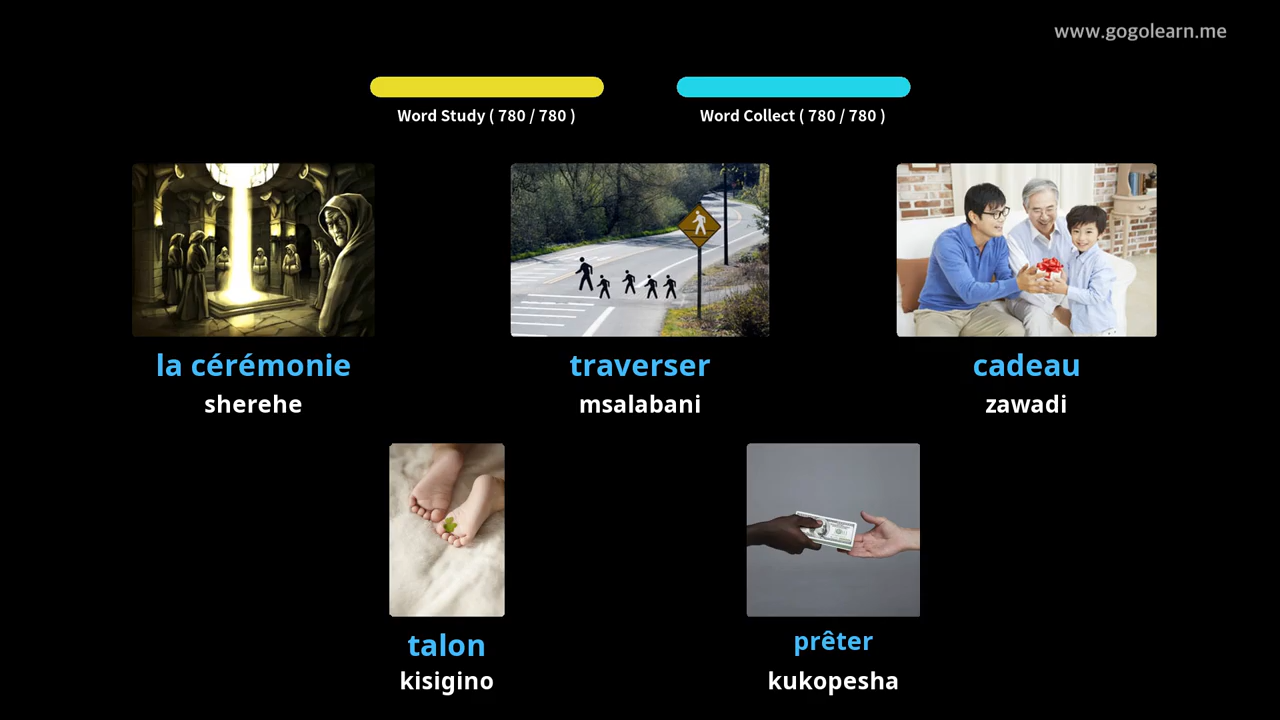 www.gogolearn.me
Word Study ( 780 / 780 )
Word Collect ( 780 / 780 )
la cérémonie
sherehe
traverser
msalabani
cadeau
zawadi
talon
kisigino
prêter
kukopesha